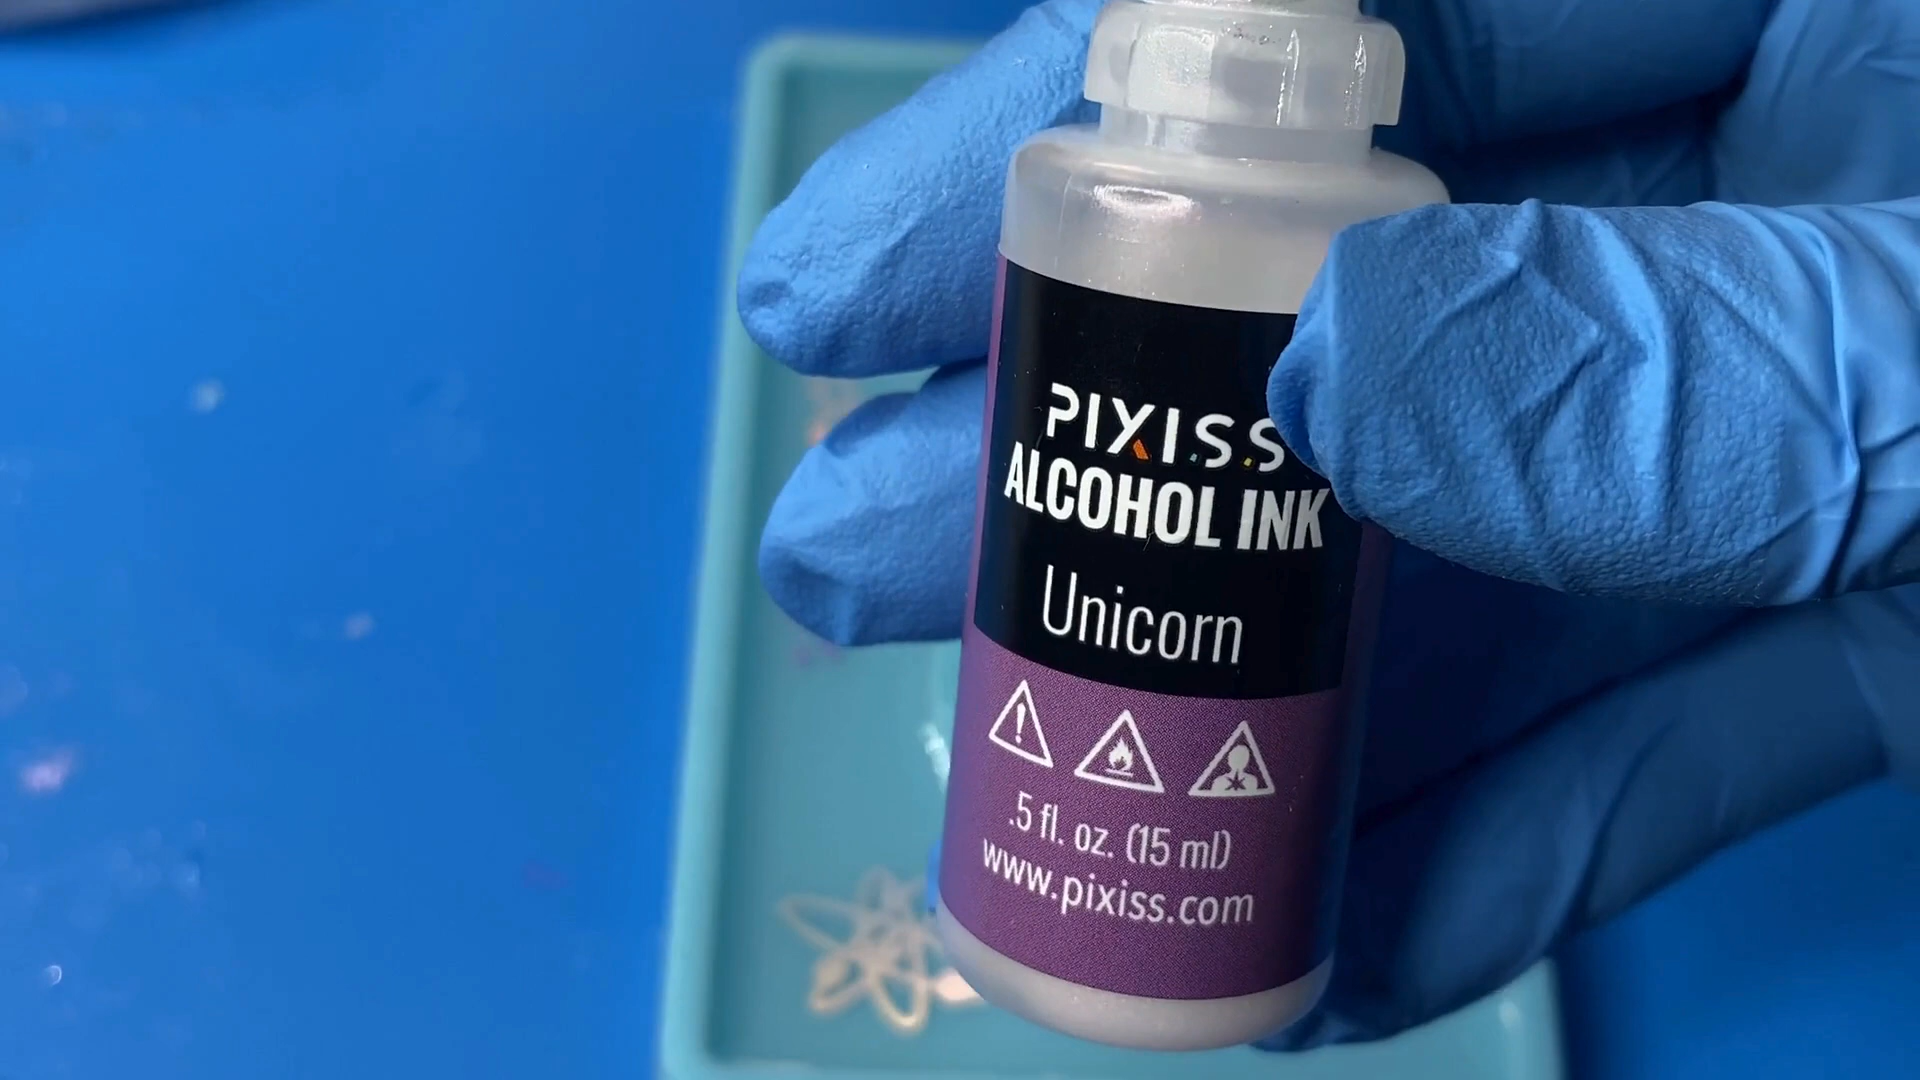 PIXISS
ALCOHOL INK
Unicorn
.5 fl. oz. (15 ml)
www.pixiss.com